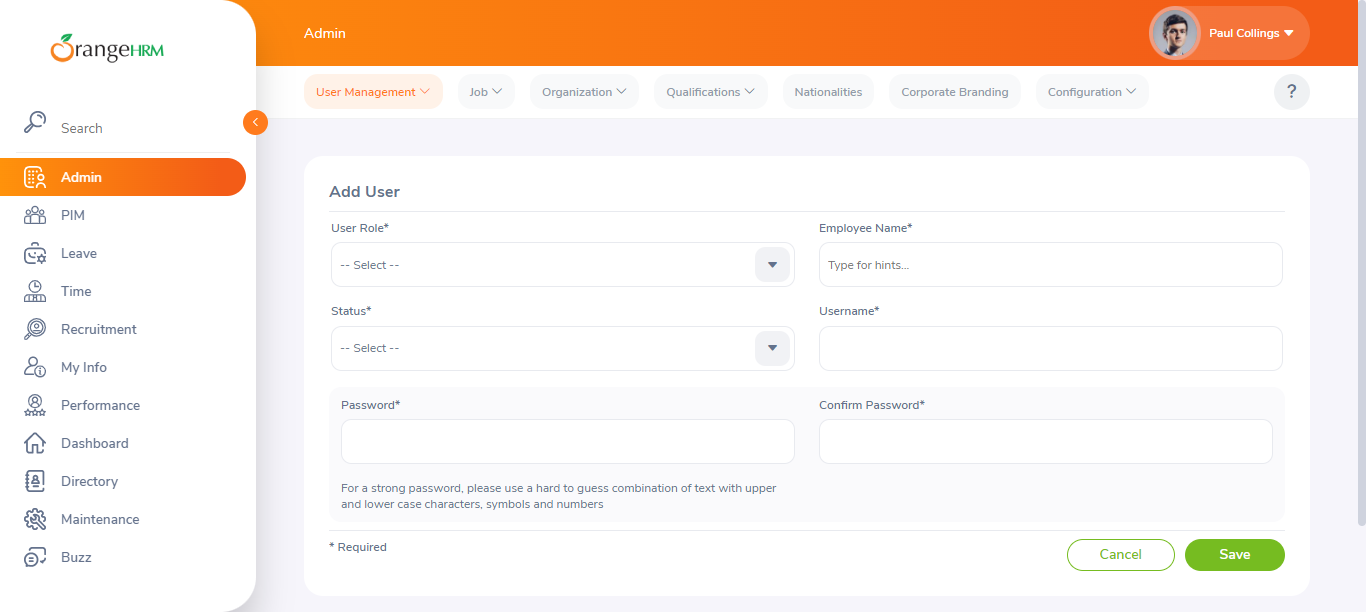 OrangeHRM
Search
Admin
PIM
Leave
Time
Recruitment
My Info
Performance
Dashboard
Directory
Maintenance
Buzz
Admin
Paul Collings
User Management
Job
Organization
Qualifications
Nationalities
Corporate Branding
Configuration
?
Add User
User Role*
Employee Name*
-- Select --
Type for hints...
Status*
Username*
-- Select --
Password*
Confirm Password*
For a strong password, please use a hard to guess combination of text with upper
and lower case characters, symbols and numbers
* Required
Cancel
Save